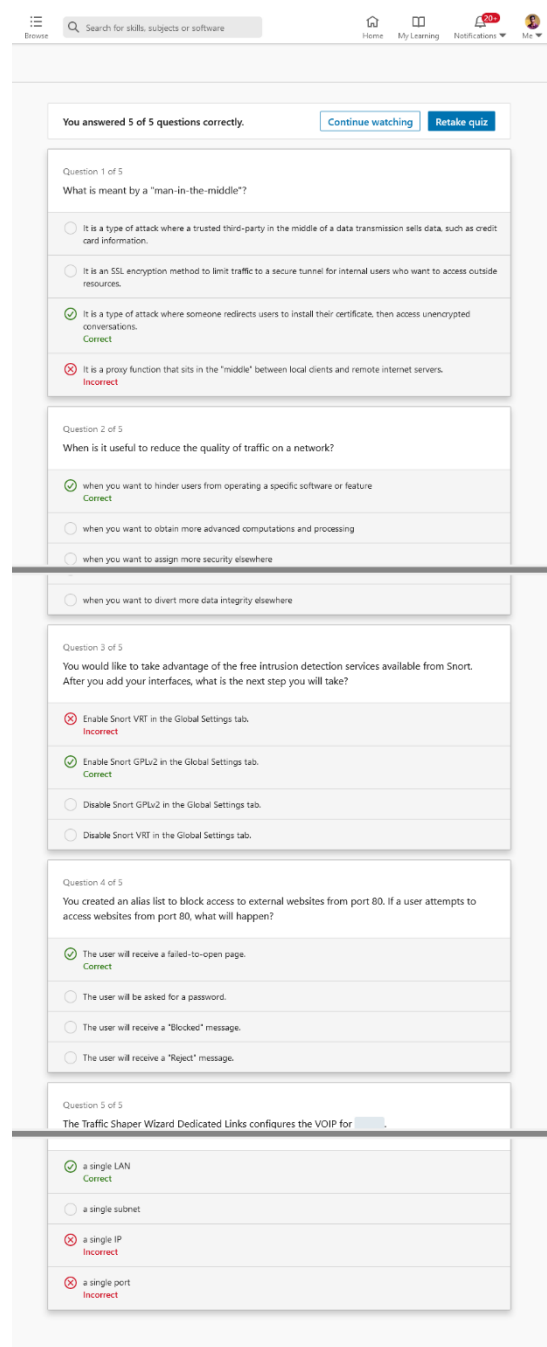 Browse
Search for skills, subjects or software
Home
My Learning
20+
Notifications
Me
You answered 5 of 5 questions correctly.
Continue watching
Retake quiz
Question 1 of 5
What is meant by a "man-in-the-middle"?
It is a type of attack where a trusted third-party in the middle of a data transmission sells data, such as credit
card information.
It is an SSL encryption method to limit traffic to a secure tunnel for internal users who want to access outside
resources.
It is a type of attack where someone redirects users to install their certificate, then access unencrypted
conversations.
Correct
It is a proxy function that sits in the "middle" between local clients and remote internet servers.
Incorrect
Question 2 of 5
When is it useful to reduce the quality of traffic on a network?
when you want to hinder users from operating a specific software or feature
Correct
when you want to obtain more advanced computations and processing
when you want to assign more security elsewhere
when you want to divert more data integrity elsewhere
Question 3 of 5
You would like to take advantage of the free intrusion detection services available from Snort.
After you add your interfaces, what is the next step you will take?
Enable Snort VRT in the Global Settings tab.
Incorrect
Enable Snort GPLv2 in the Global Settings tab.
Correct
Disable Snort GPLv2 in the Global Settings tab.
Disable Snort VRT in the Global Settings tab.
Question 4 of 5
You created an alias list to block access to external websites from port 80. If a user attempts to
access websites from port 80, what will happen?
The user will receive a failed-to-open page.
Correct
The user will be asked for a password.
The user will receive a "Blocked" message.
The user will receive a "Reject" message.
Question 5 of 5
The Traffic Shaper Wizard Dedicated Links configures the VOIP for .
a single LAN
Correct
a single subnet
a single IP
Incorrect
a single port
Incorrect